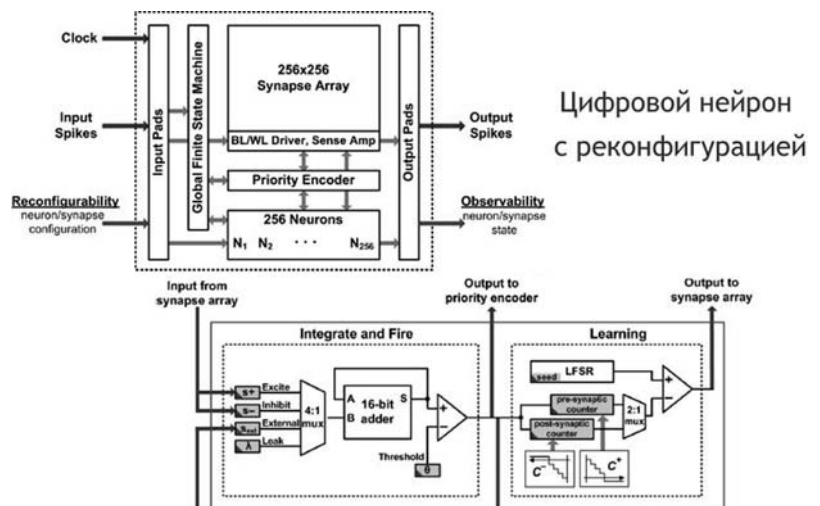 Clock
Input
Spikes
Reconfigurability
neuron/synapse
configuration
Input Pads
Global Finite State Machine
256x256
Synapse Array
BL/WL Driver, Sense Amp
Priority Encoder
256 Neurons
N1 N2 · · · N256
Output Pads
Output
Spikes
Observability
neuron/synapse
state
Цифровой нейрон
с реконфигурацией
Input from
synapse array
Output to
priority encoder
Output to
synapse array
Integrate and Fire
s+ Excite
s− Inhibit
sext External
λ Leak
4:1
mux
A
B
S
16-bit
adder
+
−
Threshold
θ
Learning
seed LFSR
pre-synaptic
counter
post-synaptic
counter
2:1
mux
+
−
C−
C+